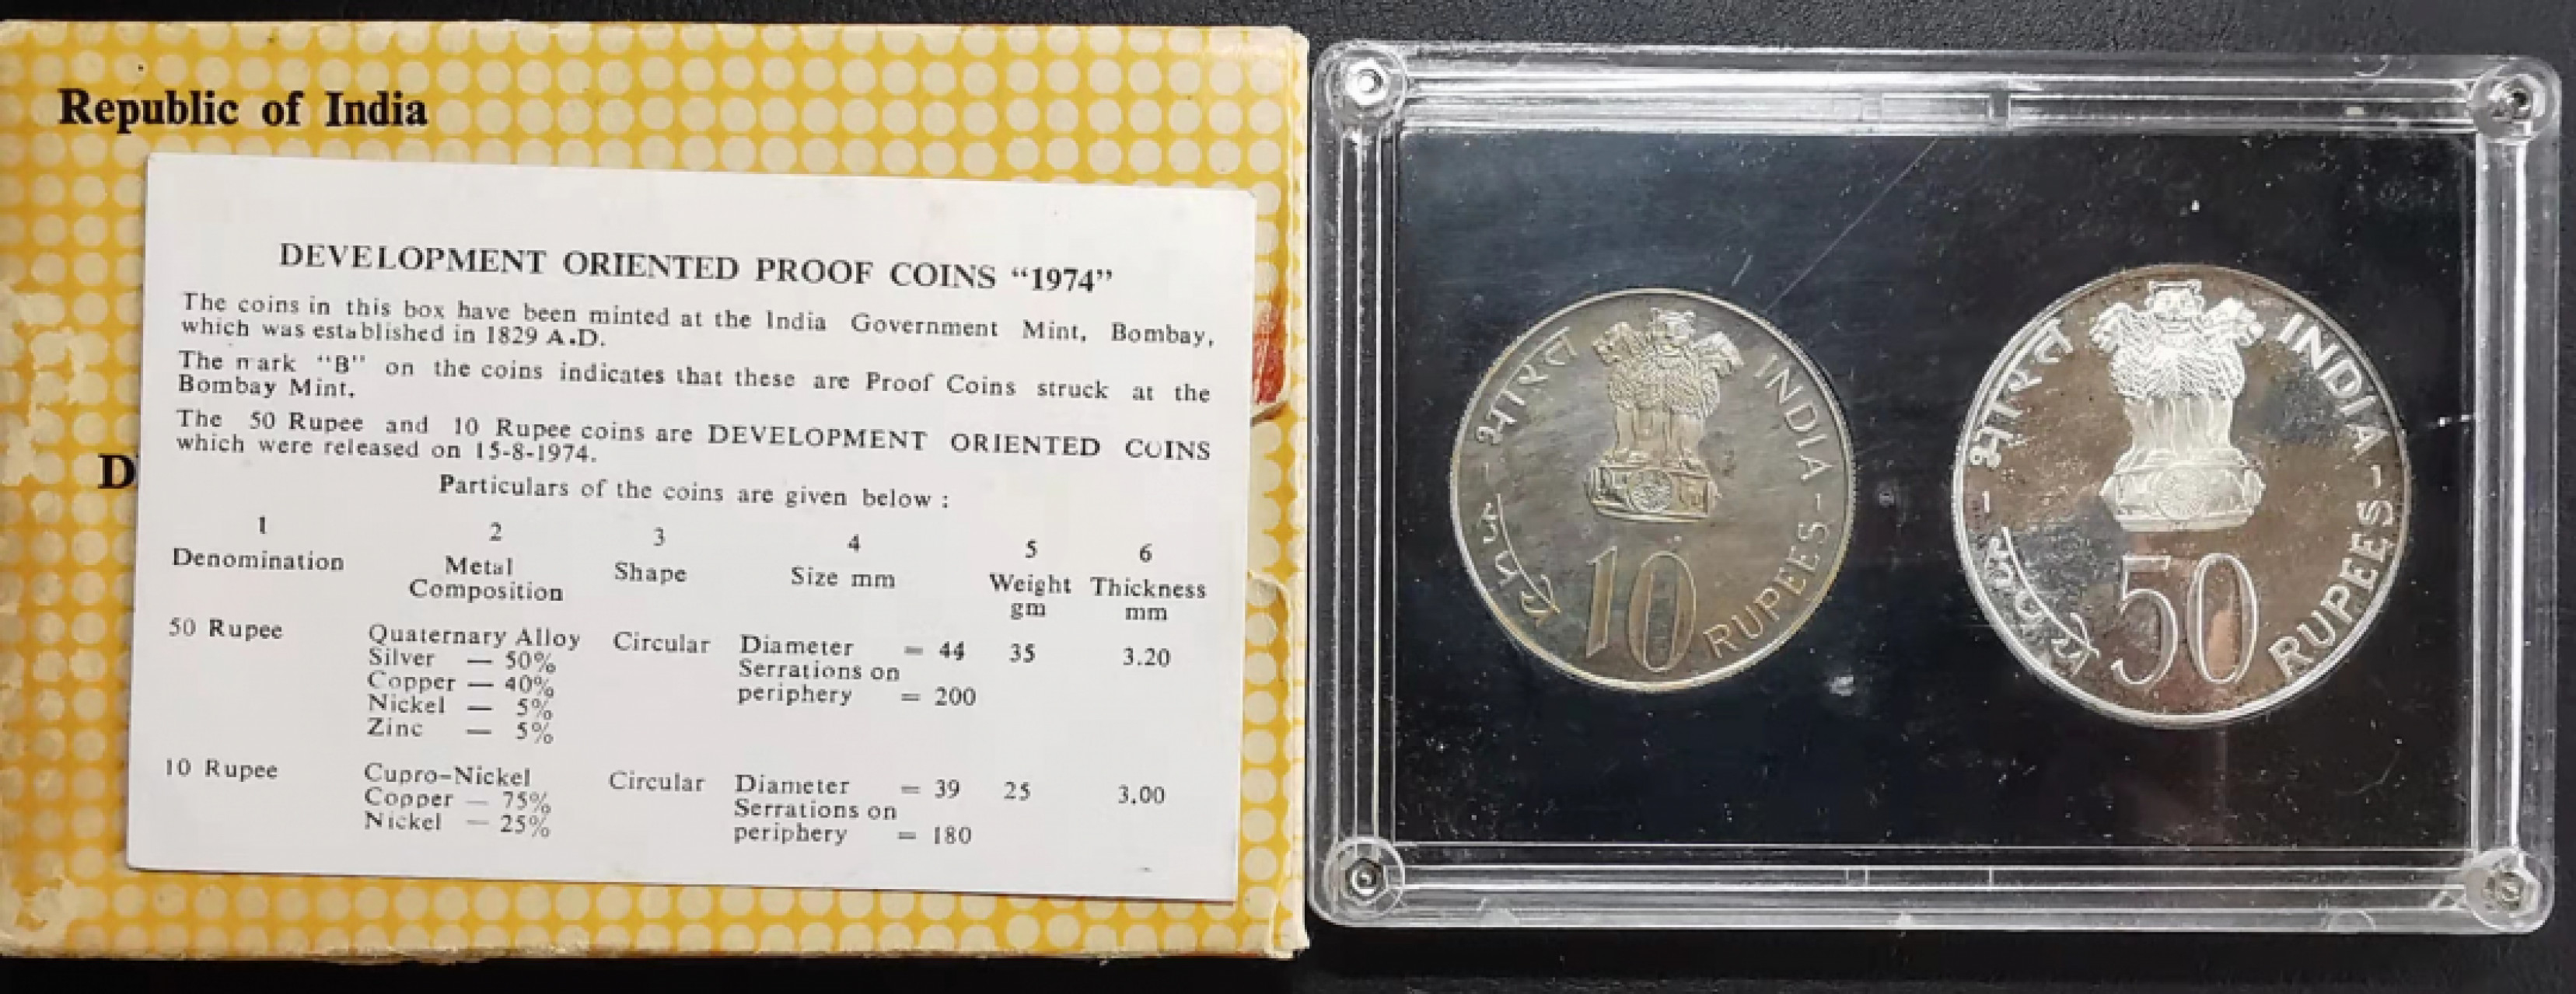 Republic of India
D
DEVELOPMENT ORIENTED PROOF COINS “1974”
The coins in this box have been minted at the India Government Mint, Bombay,
which was established in 1829 A.D.
The mark "B" on the coins indicates that these are Proof Coins struck at the
Bombay Mint.
The 50 Rupee and 10 Rupee coins are DEVELOPMENT ORIENTED COINS
which were released on 15-8-1974.
Particulars of the coins are given below :
1 2 3 4 5 6
Denomination Metal Shape Size mm Weight Thickness
Composition gm mm
50 Rupee Quaternary Alloy Circular Diameter = 44 35 3.20
Silver — 50% Serrations on
Copper — 40% periphery = 200
Nickel — 5%
Zinc — 5%
10 Rupee Cupro-Nickel Circular Diameter = 39 25 3.00
Copper — 75% Serrations on
Nickel — 25% periphery = 180
भारत INDIA
रुपये 10 RUPEES
भारत INDIA
रुपये 50 RUPEES